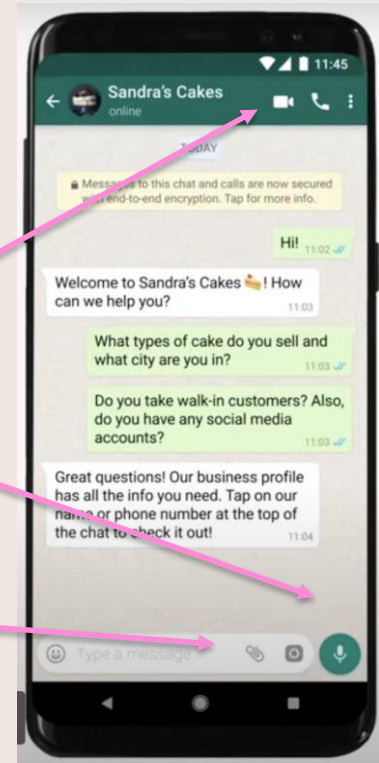 11:45
Sandra's Cakes
online
TODAY
Messages to this chat and calls are now secured
with end-to-end encryption. Tap for more info.
Hi! 11:02
Welcome to Sandra's Cakes 🍰! How
can we help you?
11:03
What types of cake do you sell and
what city are you in?
11:03
Do you take walk-in customers? Also,
do you have any social media
accounts?
11:03
Great questions! Our business profile
has all the info you need. Tap on our
name or phone number at the top of
the chat to check it out!
11:04
Type a message